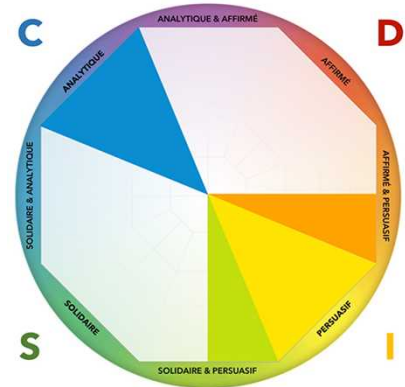 C
D
ANALYTIQUE & AFFIRMÉ
ANALYTIQUE
AFFIRMÉ
SOLIDAIRE & ANALYTIQUE
AFFIRMÉ & PERSUASIF
SOLIDAIRE
PERSUASIF
SOLIDAIRE & PERSUASIF
S
I